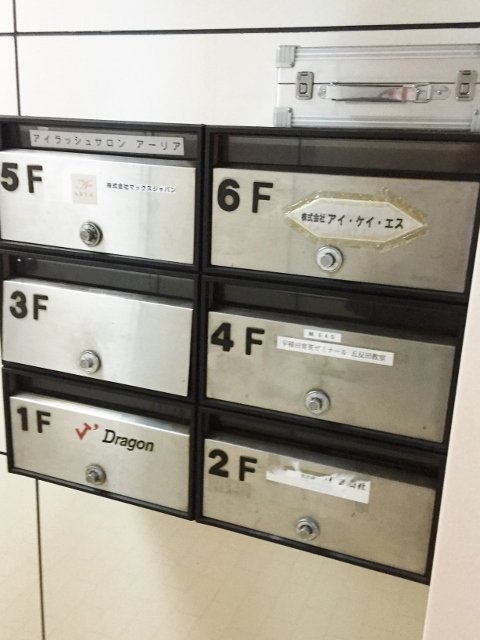 アイラッシュサロン アーリア
5F
株式会社マックスジャパン
6F
株式会社 アイ・ケイ・エス
3F
4F
早稲田育英ゼミナール 五反田教室
1F
J' Dragon
2F